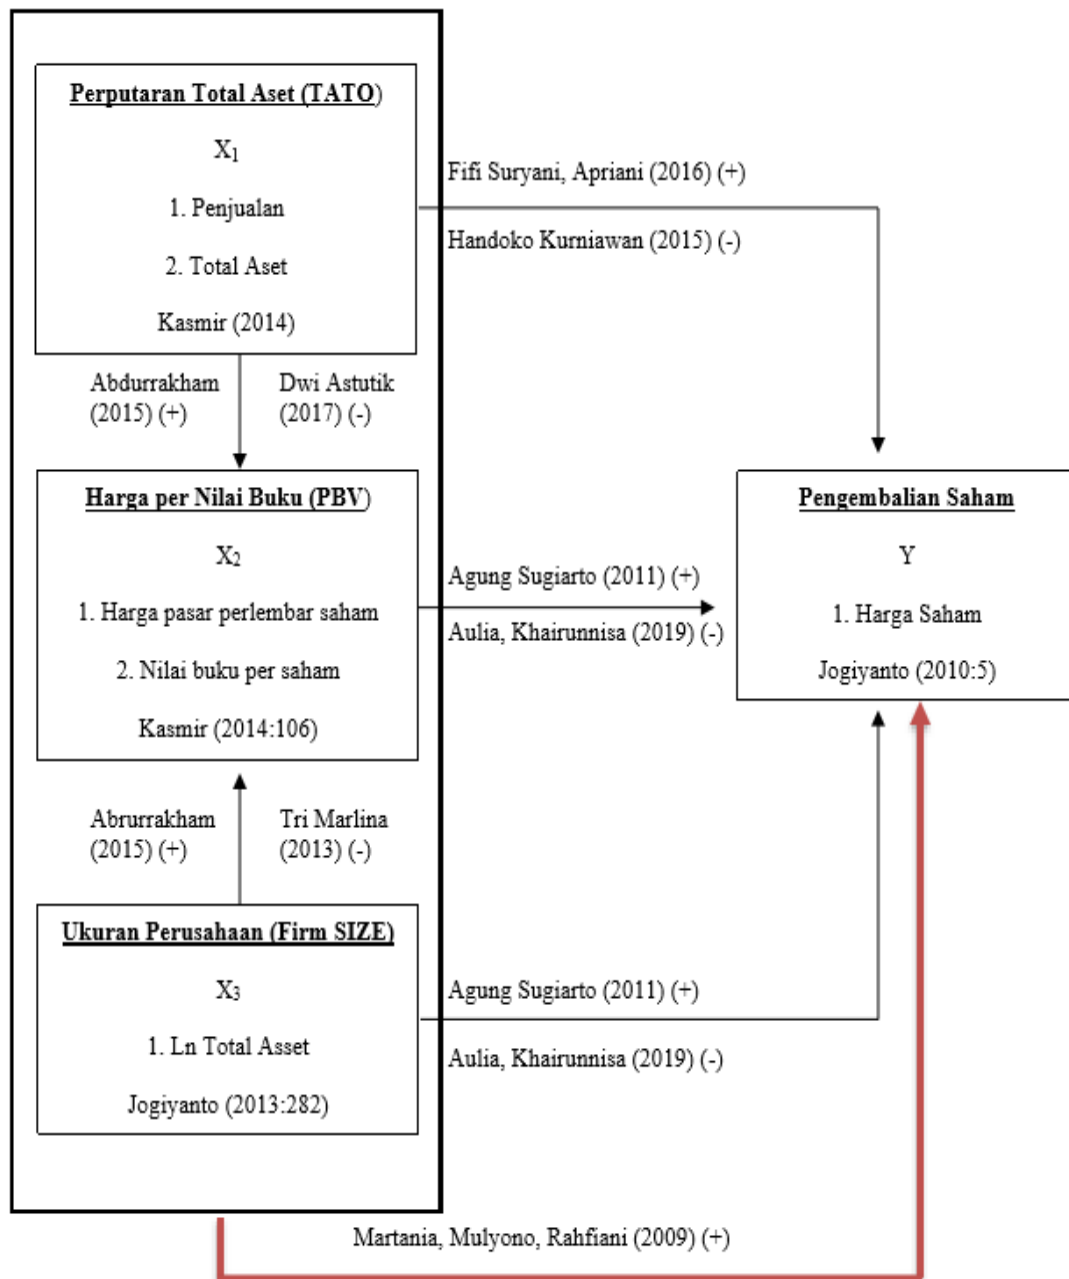 Perputaran Total Aset (TATO)
X₁
1. Penjualan
2. Total Aset
Kasmir (2014)
Fifi Suryani, Apriani (2016) (+)
Handoko Kurniawan (2015) (-)
Abdurrakham
(2015) (+)
Dwi Astutik
(2017) (-)
Harga per Nilai Buku (PBV)
X₂
1. Harga pasar perlembar saham
2. Nilai buku per saham
Kasmir (2014:106)
Agung Sugiarto (2011) (+)
Aulia, Khairunnisa (2019) (-)
Pengembalian Saham
Y
1. Harga Saham
Jogiyanto (2010:5)
Abrurrakham
(2015) (+)
Tri Marlina
(2013) (-)
Ukuran Perusahaan (Firm SIZE)
X₃
1. Ln Total Asset
Jogiyanto (2013:282)
Agung Sugiarto (2011) (+)
Aulia, Khairunnisa (2019) (-)
Martania, Mulyono, Rahfiani (2009) (+)